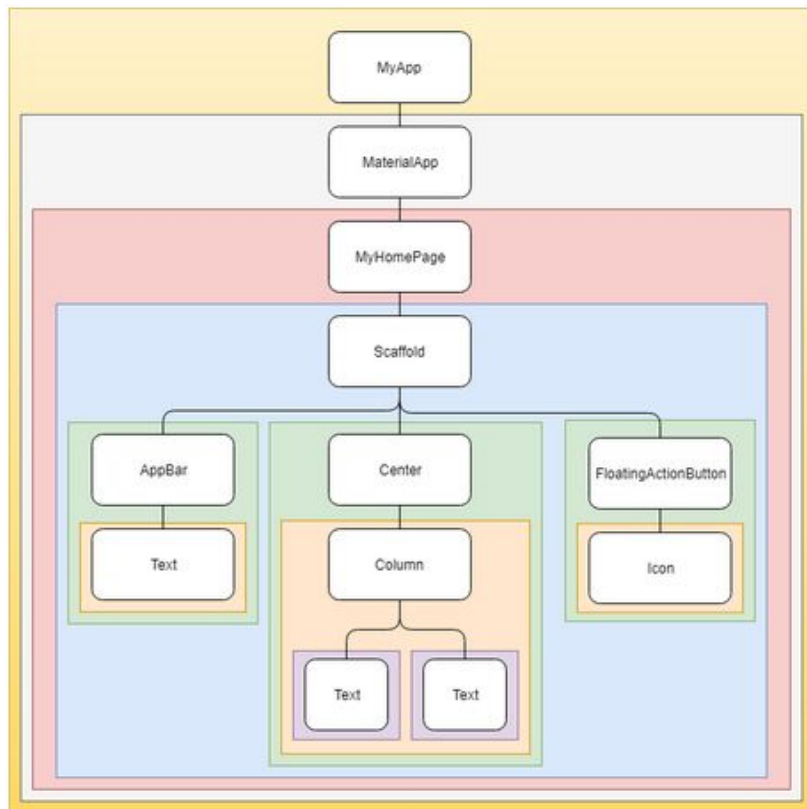 MyApp
MaterialApp
MyHomePage
Scaffold
AppBar
Center
FloatingActionButton
Text
Column
Icon
Text
Text